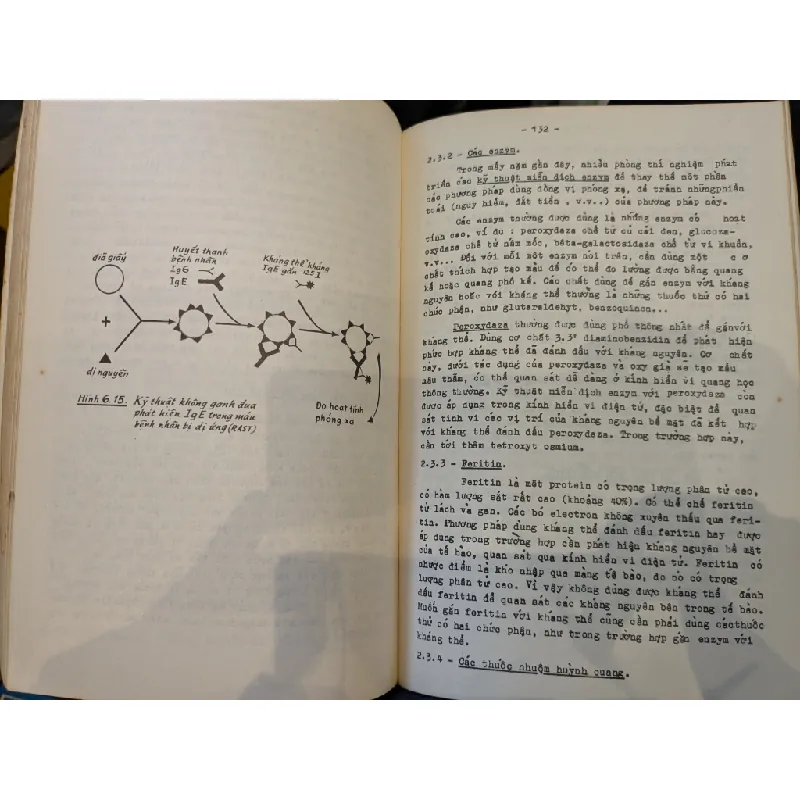 đĩa giấy
Huyết thanh
bệnh nhân
IgG
IgE
Kháng thể kháng
IgE gắn 125I
+
dị nguyên
Đo hoạt tính
phóng xạ
Hình 6.15. Kỹ thuật không ganh đua
phát hiện IgE trong máu
bệnh nhân bị dị ứng (RAST)
- 132 -
2.3.2 - Các enzym.
Trong mấy năm gần đây, nhiều phòng thí nghiệm phát
triển các kỹ thuật miễn dịch enzym để thay thế một phần
các phương pháp dùng đồng vị phóng xạ, để tránh nhữngphiền
toái (nguy hiểm, đắt tiền . v.v..) của phương pháp này.
Các enzym thường được dùng là những enzym có hoạt
tính cao, ví dụ : peroxydaza chế từ củ cải đen, glucoza-
oxydaza chế từ nấm mốc, bêta-galactosidaza chế từ vi khuẩn,
v.v... Đối với mỗi một enzym nói trên, cần dùng một c ơ
chất thích hợp tạo mầu để có thể đo lường được bằng quang
kế hoặc quang phổ kế. Các chất dùng để gắn enzym với kháng
nguyên hoặc với kháng thể thường là những thuốc thử có hai
chức phận, như glutaraldehyt, benzoquinon...
Peroxydaza thường được dùng phổ thông nhất để gắnvới
kháng thể. Dùng cơ chất 3.3' diazinobenzidin để phát hiện
phức hợp kháng thể đã đánh dấu với kháng nguyên. Cơ chất
này, dưới tác dụng của peroxydaza và oxy già sẽ tạo mầu
nâu thẫm, có thể quan sát dễ dàng ở kính hiển vi quang học
thông thường. Kỹ thuật miễn dịch enzym với peroxydaza còn
được áp dụng trong kính hiển vi điện tử, đặc biệt để quan
sát tinh vi các vị trí của kháng nguyên bề mặt đã kết hợp
với kháng thể đánh dấu peroxydaza. Trong trường hợp này,
cần tới thêm tetroxyt osmium.
2.3.3 - Feritin.
Feritin là một protein có trọng lượng phân tử cao,
có hàm lượng sắt rất cao (khoảng 40%). Có thể chế feritin
từ lách và gan. Các bó electron không xuyên thấu qua feri-
tin. Phương pháp dùng kháng thể đánh dấu feritin hay được
áp dụng trong trường hợp cần phát hiện kháng nguyên bề mặt
của tế bào, quan sát qua kính hiển vi điện tử. Feritin có
nhược điểm là khó nhập qua màng tế bào, do nó có trọng
lượng phân tử cao. Vì vậy không dùng được kháng thể đánh
dấu feritin để quan sát các kháng nguyên bên trong tế bào.
Muốn gắn feritin với kháng thể cũng cần phải dùng cácthuốc
thử có hai chức phận, như trong trường hợp gắn enzym với
kháng thể.
2.3.4 - Các thuốc nhuộm huỳnh quang.